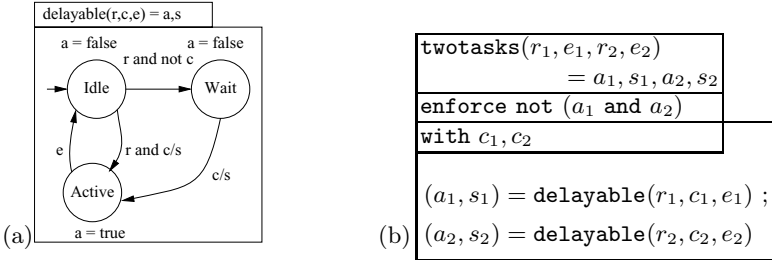 delayable(r,c,e) = a,s
a = false a = false
r and not c
Idle Wait
e r and c/s c/s
Active
a = true
(a)
twotasks(r₁, e₁, r₂, e₂)
= a₁, s₁, a₂, s₂
enforce not (a₁ and a₂)
with c₁, c₂
(a₁, s₁) = delayable(r₁, c₁, e₁) ;
(a₂, s₂) = delayable(r₂, c₂, e₂)
(b)